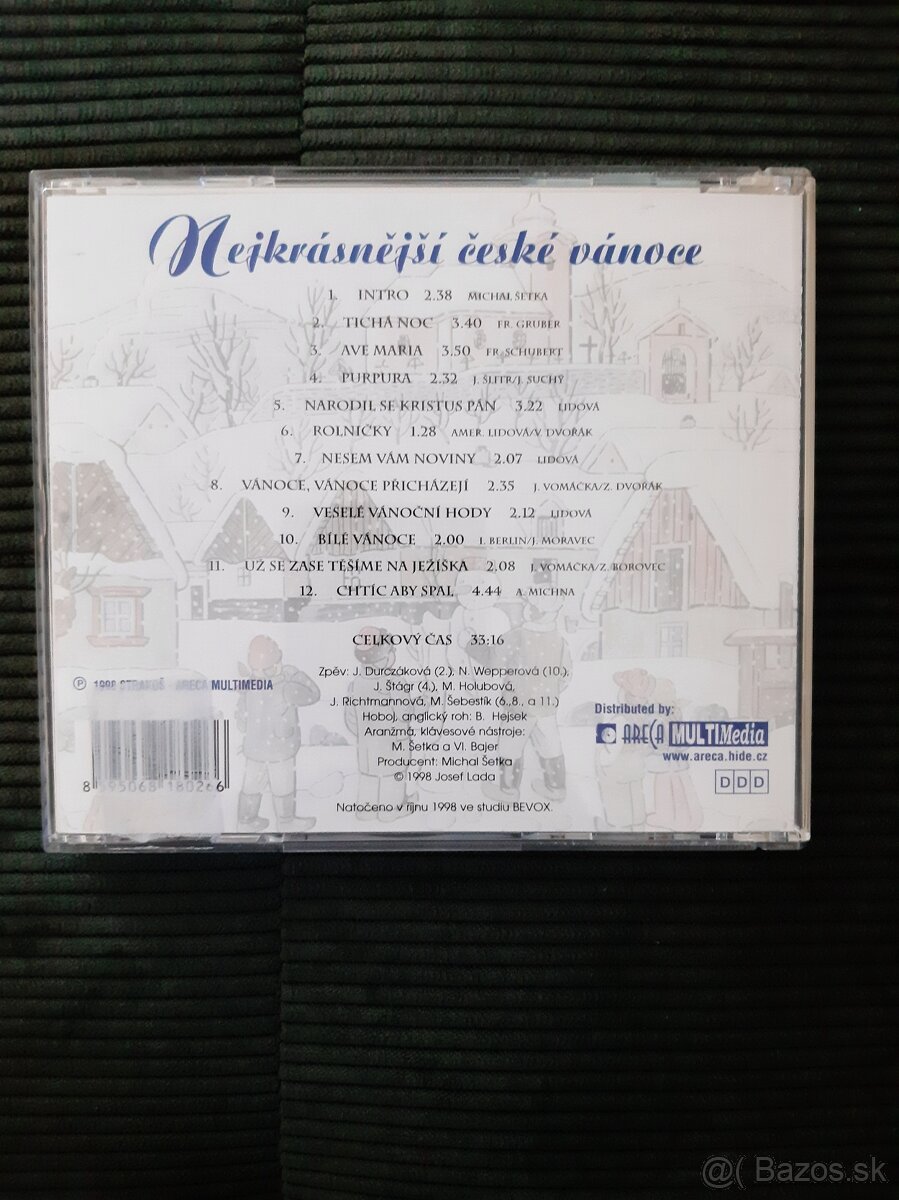 Nejkrásnější české vánoce
1. INTRO 2.38 MICHAL ŠETKA
2. TICHÁ NOC 3.40 FR. GRUBER
3. AVE MARIA 3.50 FR. SCHUBERT
4. PURPURA 2.32 J. ŠLITR/J. SUCHÝ
5. NARODIL SE KRISTUS PÁN 3.22 LIDOVÁ
6. ROLNIČKY 1.28 AMER. LIDOVÁ/V. DVOŘÁK
7. NESEM VÁM NOVINY 2.07 LIDOVÁ
8. VÁNOCE, VÁNOCE PŘICHÁZEJÍ 2.35 J. VOMÁČKA/Z. DVOŘÁK
9. VESELÉ VÁNOČNÍ HODY 2.12 LIDOVÁ
10. BÍLÉ VÁNOCE 2.00 I. BERLIN/J. MORAVEC
11. UŽ SE ZASE TĚŠÍME NA JEŽÍŠKA 2.08 J. VOMÁČKA/Z. BOROVEC
12. CHTÍC ABY SPAL 4.44 A. MICHNA
CELKOVÝ ČAS 33:16
Zpěv: J. Durczáková (2.), N. Wepperová (10.),
J. Štágr (4.), M. Holubová,
J. Richtmannová, M. Šebestík (6.,8., a 11.)
Hoboj, anglický roh: B. Hejsek
Aranžmá, klávesové nástroje:
M. Šetka a Vl. Bajer
Producent: Michal Šetka
© 1998 Josef Lada
Natočeno v říjnu 1998 ve studiu BEVOX.
Ⓟ 1998 STRAKOŠ - ARECA MULTIMEDIA
8 595068 180266
Distributed by:
ARECA MULTIMedia
www.areca.hide.cz
DDD
@( Bazos.sk